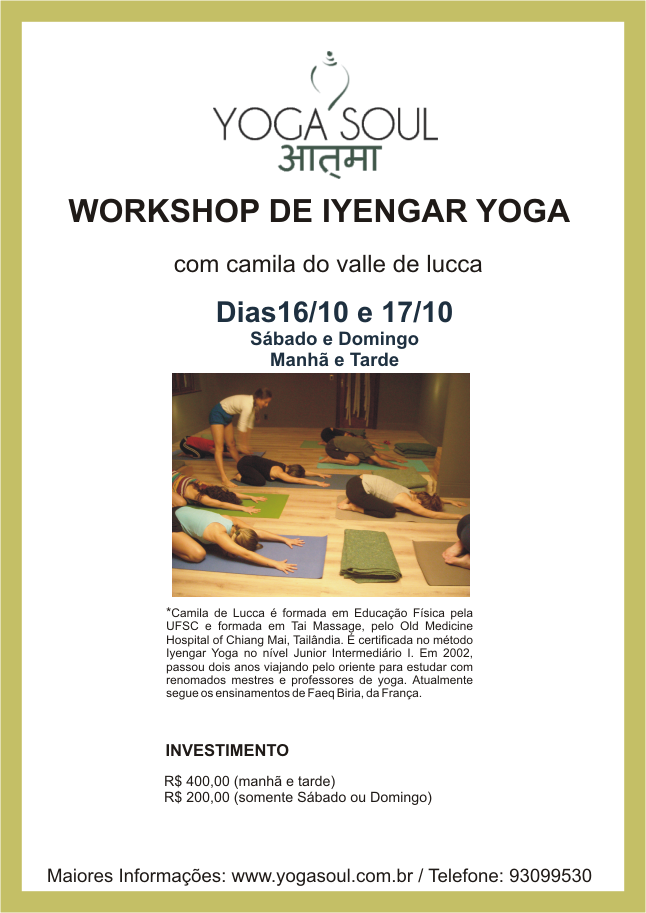 YOGA SOUL
आत्मा
WORKSHOP DE IYENGAR YOGA
com camila do valle de lucca
Dias16/10 e 17/10
Sábado e Domingo
Manhã e Tarde
*Camila de Lucca é formada em Educação Física pela
UFSC e formada em Tai Massage, pelo Old Medicine
Hospital of Chiang Mai, Tailândia. É certificada no método
Iyengar Yoga no nível Junior Intermediário I. Em 2002,
passou dois anos viajando pelo oriente para estudar com
renomados mestres e professores de yoga. Atualmente
segue os ensinamentos de Faeq Biria, da França.
INVESTIMENTO
R$ 400,00 (manhã e tarde)
R$ 200,00 (somente Sábado ou Domingo)
Maiores Informações: www.yogasoul.com.br / Telefone: 93099530